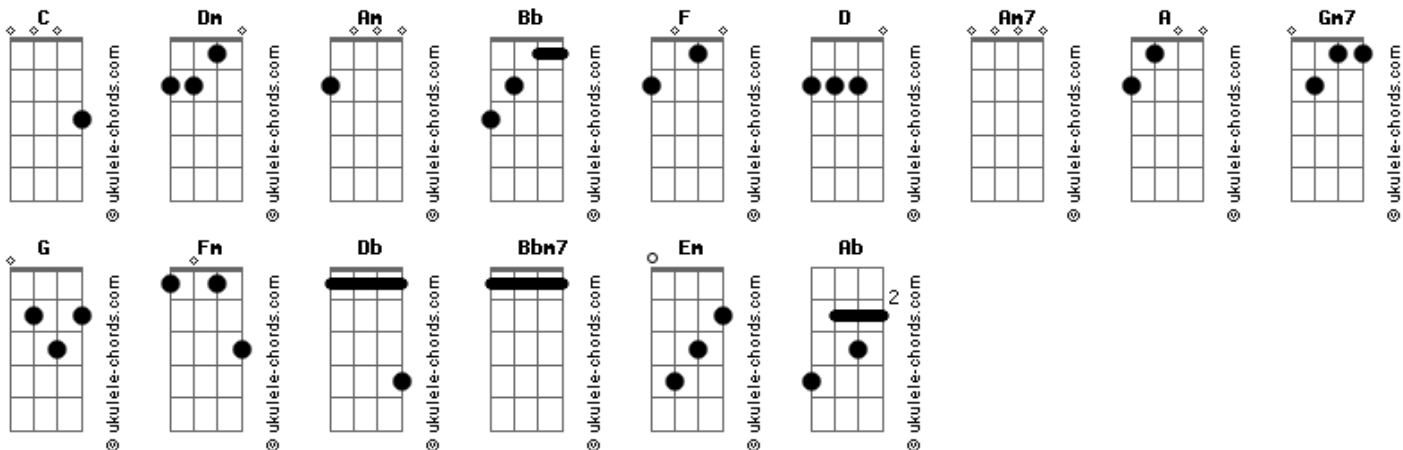 C Dm Am Bb F D Am7 A Gm7
© ukulele-chords.com © ukulele-chords.com © ukulele-chords.com © ukulele-chords.com © ukulele-chords.com © ukulele-chords.com © ukulele-chords.com © ukulele-chords.com © ukulele-chords.com
G Fm Db Bbm7 Em Ab
2
© ukulele-chords.com © ukulele-chords.com © ukulele-chords.com © ukulele-chords.com © ukulele-chords.com © ukulele-chords.com